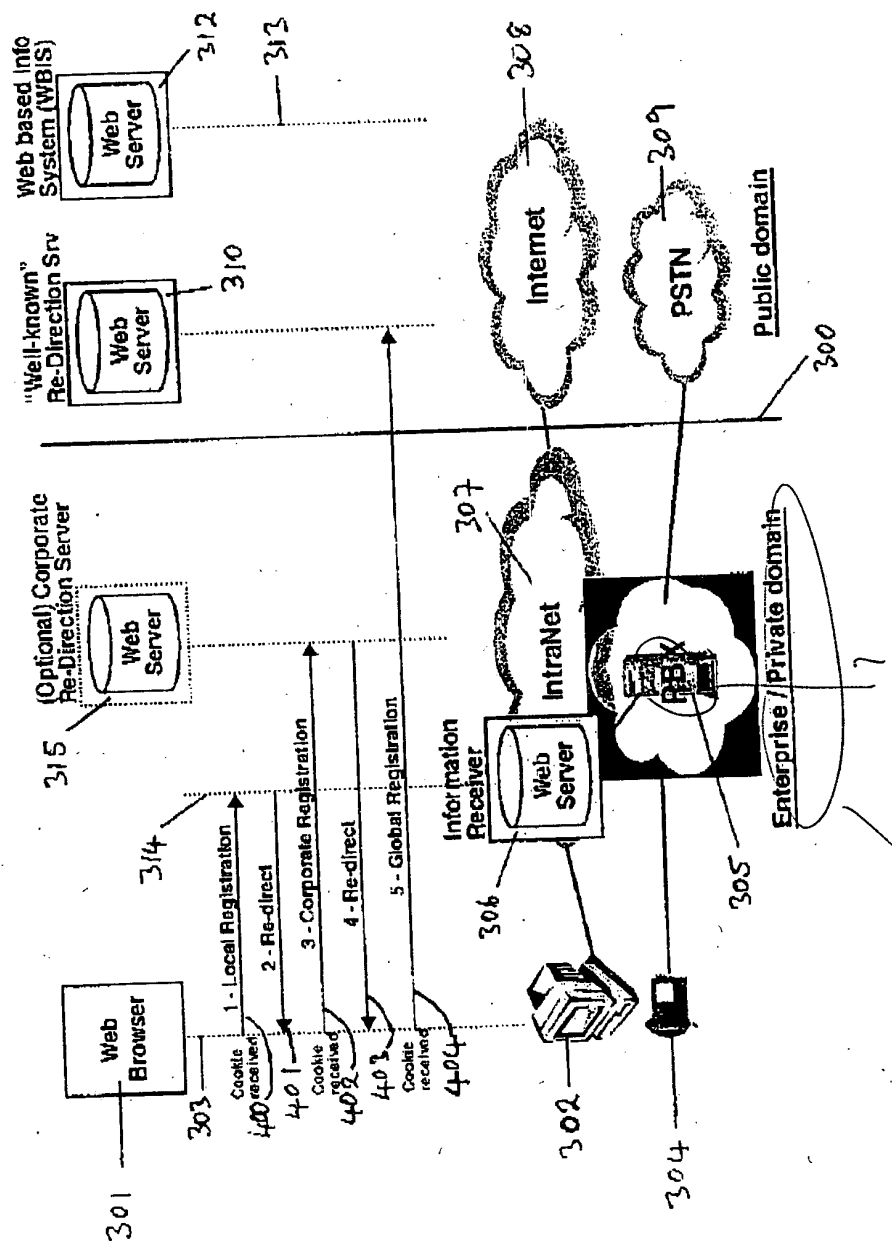 Web
Browser
301
303
(Optional) Corporate
Re-Direction Server
Web
Server
315
314
"Well-known"
Re-Direction Srv
Web
Server
310
Web based Info
System (WBIS)
Web
Server
312
313
Cookie
received
400
1 - Local Registration
401
2 - Re-direct
Cookie
received
402
3 - Corporate Registration
403
4 - Re-direct
Cookie
received
404
5 - Global Registration
302
304
Information
Receiver
Web
Server
306
IntraNet
307
PBX
305
Enterprise / Private domain
300
Internet
308
PSTN
309
Public domain